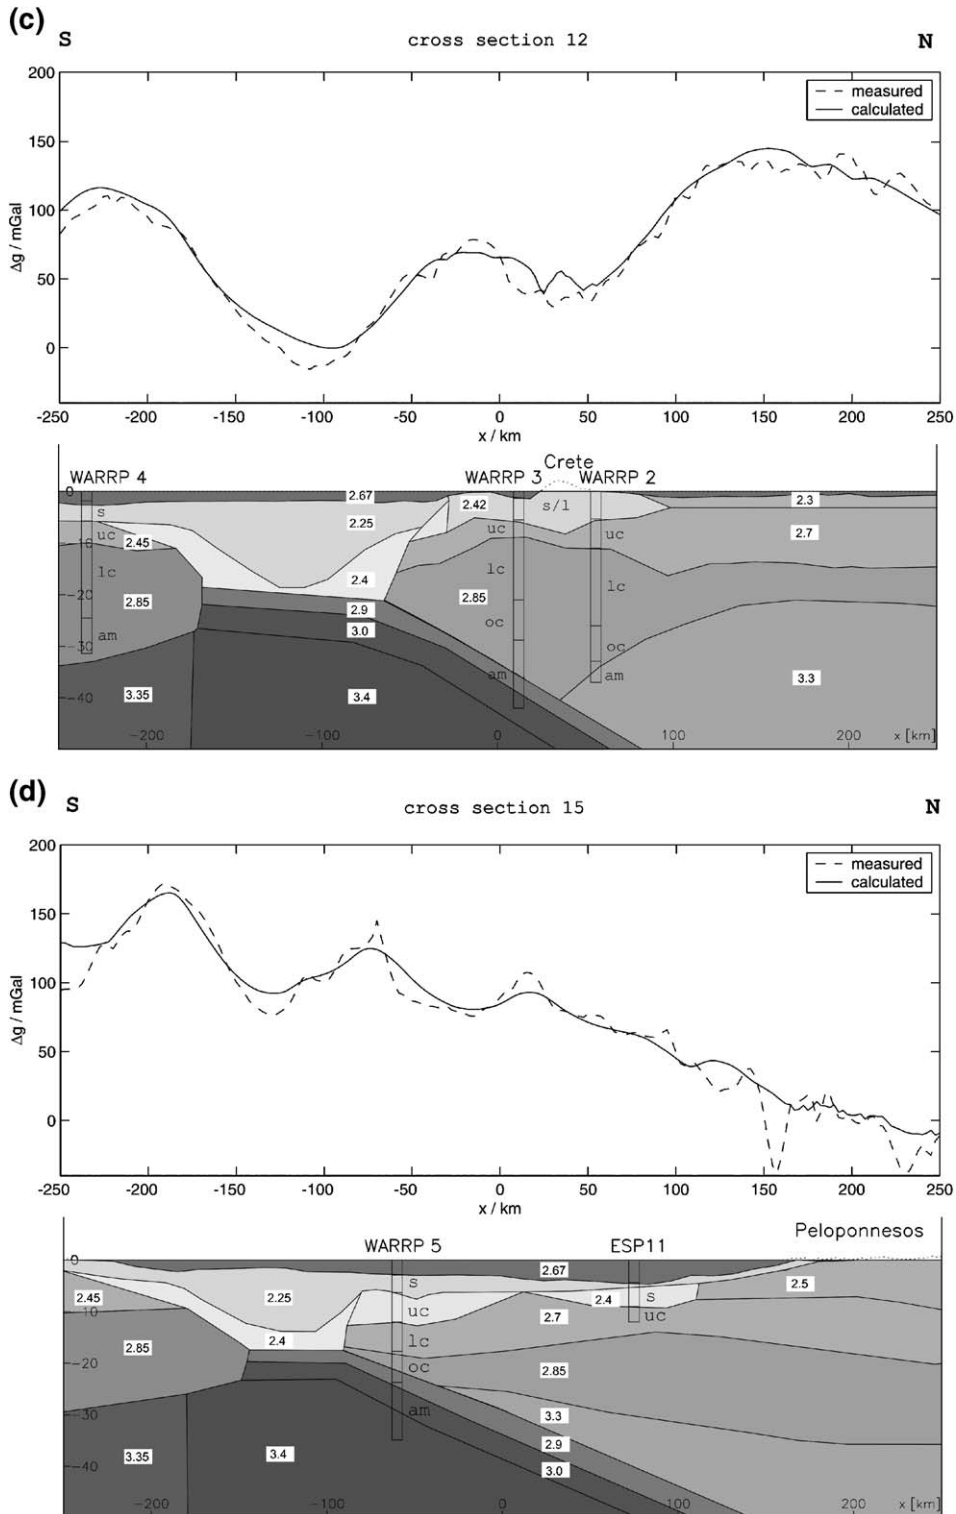 (c)
S cross section 12 N
200
150
100
50
0
Δg / mGal
measured
calculated
-250 -200 -150 -100 -50 0 50 100 150 200 250
x / km
Crete
WARRP 4 WARRP 3 WARRP 2
0 2.67 2.42 s/l 2.3
s 2.25
uc 2.45 uc uc 2.7
-10
lc 2.4 lc lc
-20 2.85 2.9 2.85
3.0 oc oc
-30 am am am
3.35 3.4 3.3
-40
-200 -100 0 100 200 x [km]
(d)
S cross section 15 N
200
150
100
50
0
Δg / mGal
measured
calculated
-250 -200 -150 -100 -50 0 50 100 150 200 250
x / km
Peloponnesos
WARRP 5 ESP11
0 2.67
s 2.5
2.45 2.25 2.4 s
-10 uc 2.7 uc
2.4 lc
2.85 oc 2.85
-20
am 3.3
-30
2.9
3.35 3.4 3.0
-40
-200 -100 0 100 200 x [km]